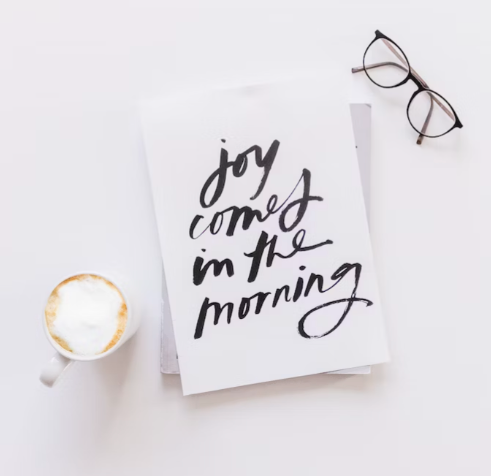 joy
comes
in the
morning